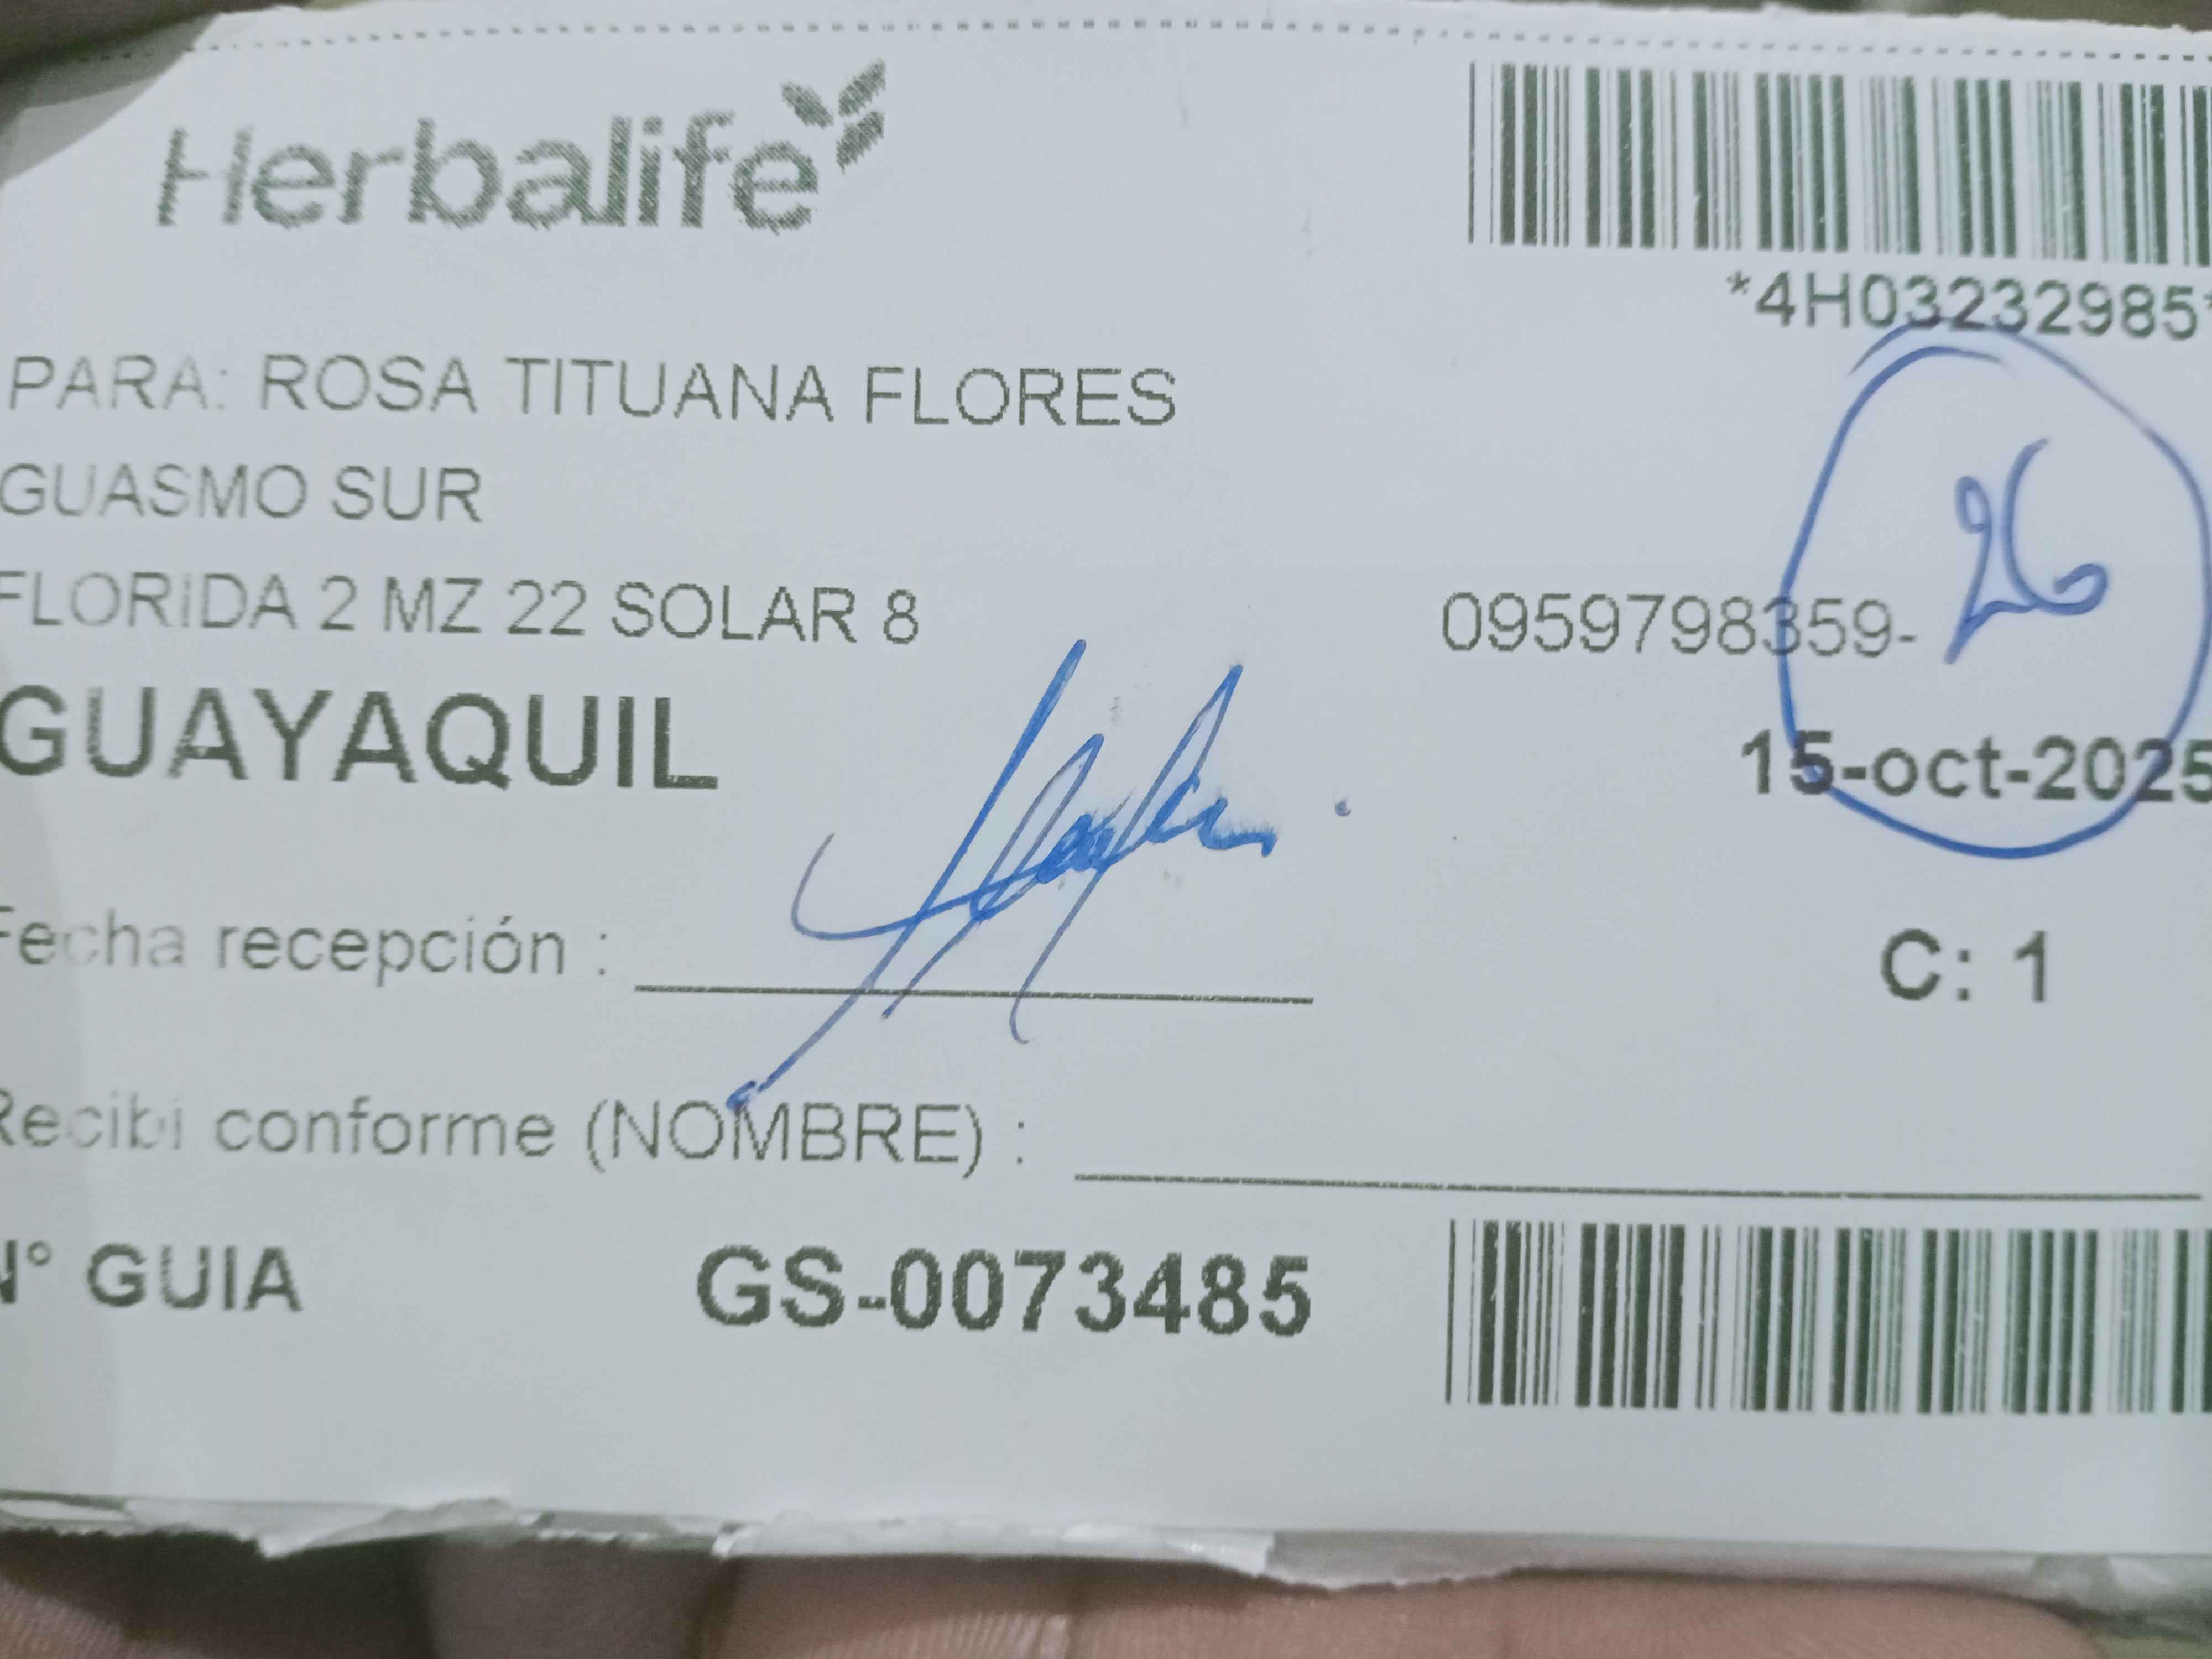 Herbalife
*4H03232985*
PARA: ROSA TITUANA FLORES
GUASMO SUR
26
FLORIDA 2 MZ 22 SOLAR 8 0959798359-
GUAYAQUIL
15-oct-2025
Fecha recepción :
C: 1
Recibi conforme (NOMBRE) :
N° GUIA GS-0073485